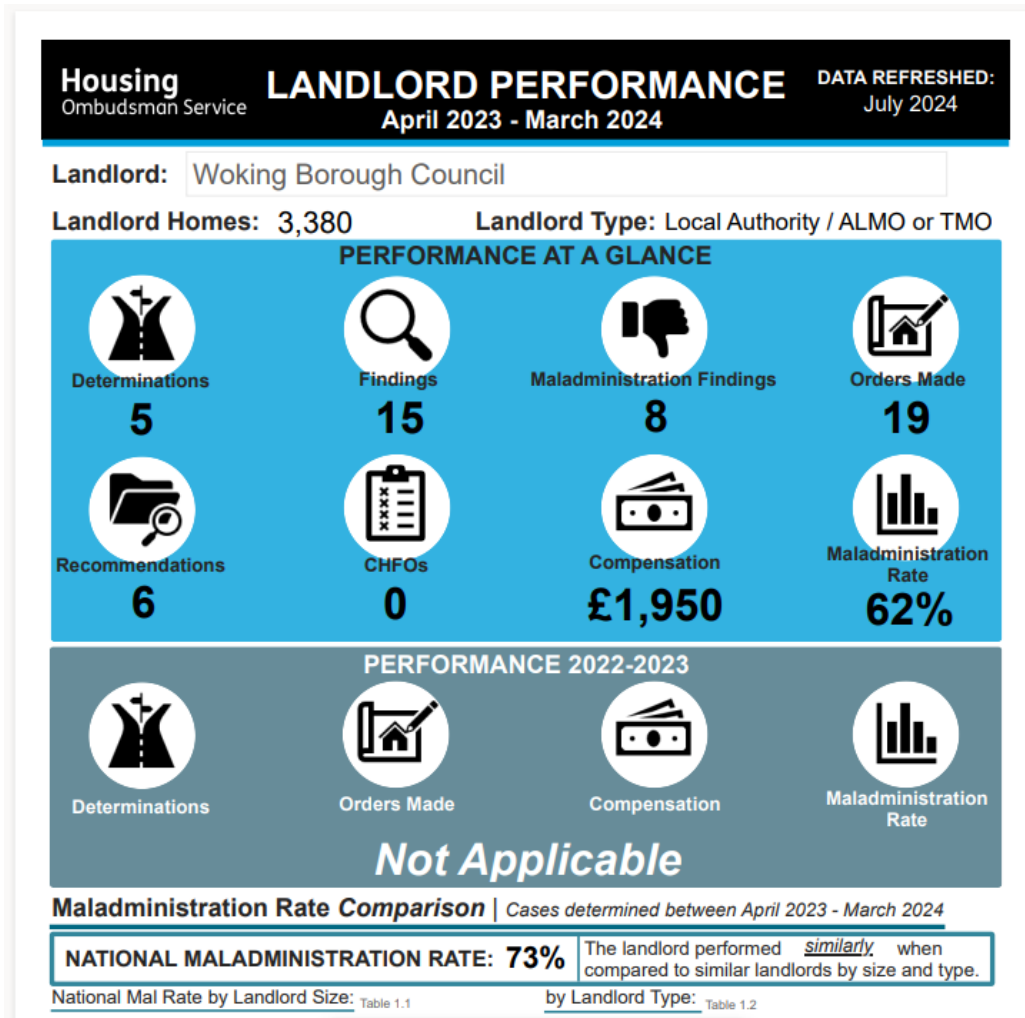 Housing
Ombudsman Service
LANDLORD PERFORMANCE
April 2023 - March 2024
DATA REFRESHED:
July 2024
Landlord: Woking Borough Council
Landlord Homes: 3,380 Landlord Type: Local Authority / ALMO or TMO
PERFORMANCE AT A GLANCE
Determinations Findings Maladministration Findings Orders Made
5 15 8 19
Recommendations CHFOs Compensation Maladministration Rate
6 0 £1,950 62%
PERFORMANCE 2022-2023
Determinations Orders Made Compensation Maladministration Rate
Not Applicable
Maladministration Rate Comparison | Cases determined between April 2023 - March 2024
NATIONAL MALADMINISTRATION RATE: 73%
The landlord performed similarly when
compared to similar landlords by size and type.
National Mal Rate by Landlord Size: Table 1.1 by Landlord Type: Table 1.2